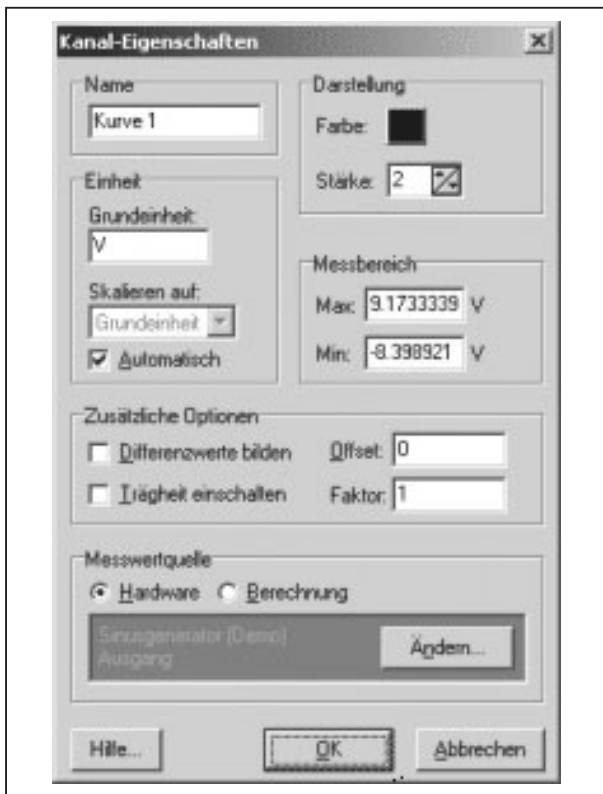 Kanal-Eigenschaften
Name
Kurve 1
Darstellung
Farbe:
Stärke: 2
Einheit
Grundeinheit:
V
Skalieren auf:
Grundeinheit
Automatisch
Messbereich
Max: 9.1733339 V
Min: -8.398921 V
Zusätzliche Optionen
Differenzwerte bilden
Offset: 0
Trägheit einschalten
Faktor: 1
Messwertquelle
Hardware Berechnung
Sinusgenerator (Demo)
Ausgang
Ändern...
Hilfe... OK Abbrechen